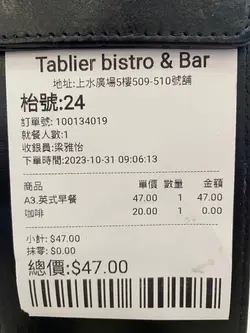 Tablier bistro & Bar
地址:上水廣場5樓509-510號舖
枱號:24
訂單號: 100134019
就餐人數:1
收銀員:梁雅怡
下單時間:2023-10-31 09:06:13
商品 單價 數量 金額
A3.英式早餐 47.00 1 47.00
咖啡 20.00 1 0.00
小計: $47.00
抹零: $0.00
總價:$47.00